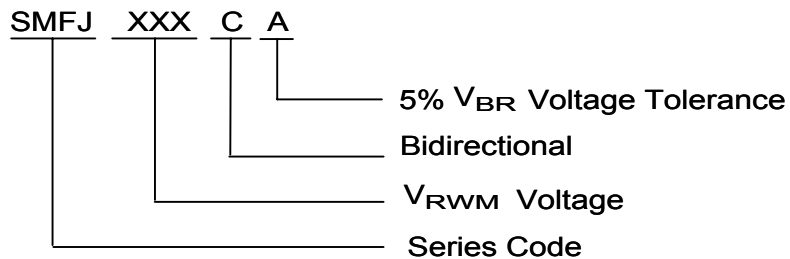 SMFJ XXX C A
5% VBR Voltage Tolerance
Bidirectional
VRWM Voltage
Series Code